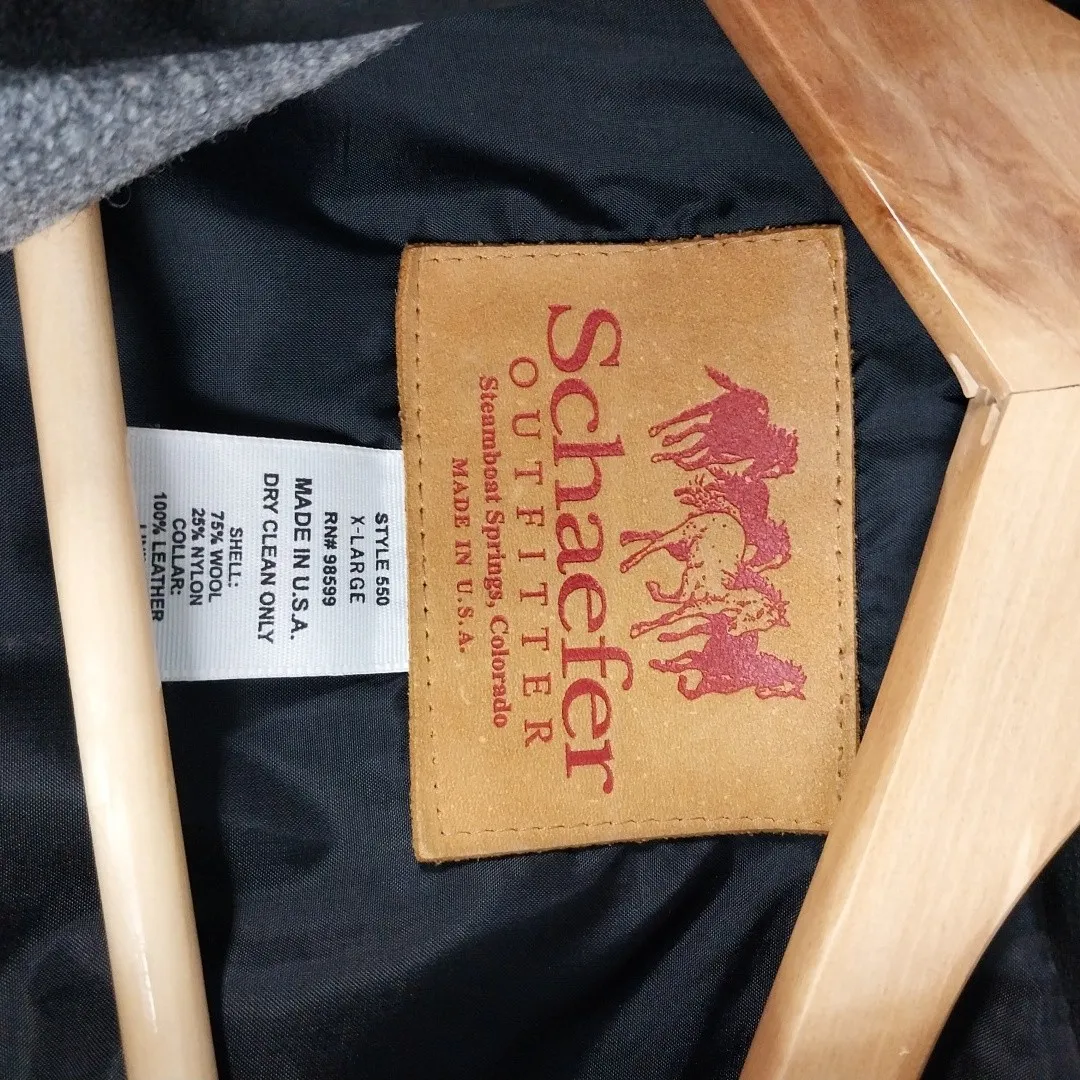 Schaefer
OUTFITTER
Steamboat Springs, Colorado
MADE IN U.S.A.
STYLE 550
X-LARGE
RN# 98599
MADE IN U.S.A.
DRY CLEAN ONLY
SHELL:
75% WOOL
25% NYLON
COLLAR:
100% LEATHER